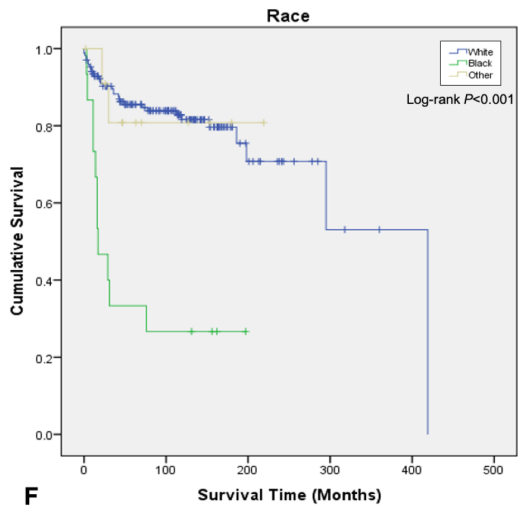 Race
1.0
0.8
0.6
0.4
0.2
0.0
Cumulative Survival
White
Black
Other
Log-rank P<0.001
0
100
200
300
400
500
Survival Time (Months)
F